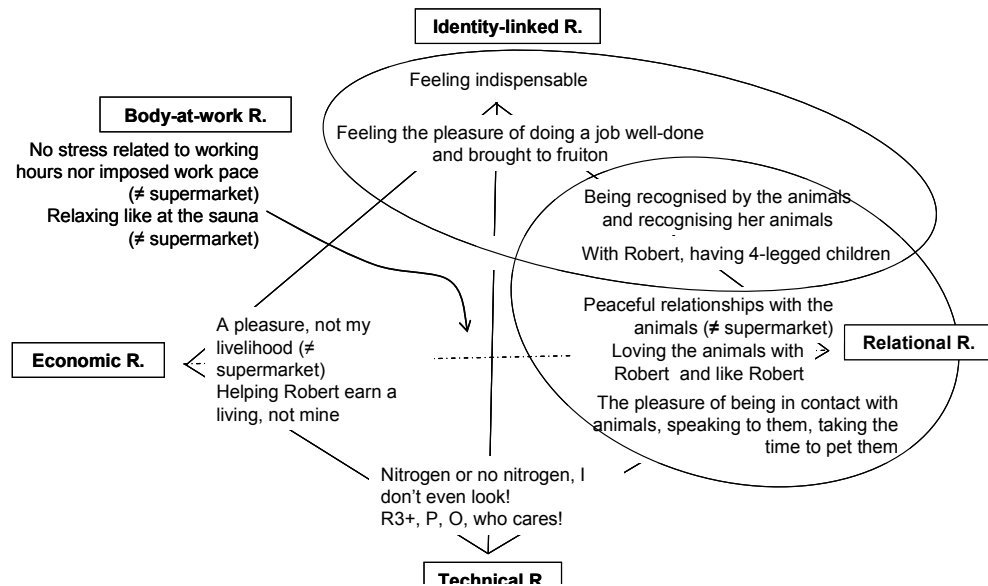 Identity-linked R.
Feeling indispensable
Body-at-work R.
Feeling the pleasure of doing a job well-done
and brought to fruiton
No stress related to working
hours nor imposed work pace
(≠ supermarket)
Relaxing like at the sauna
(≠ supermarket)
Being recognised by the animals
and recognising her animals
With Robert, having 4-legged children
Peaceful relationships with the
animals (≠ supermarket)
Loving the animals with
Robert and like Robert
Relational R.
The pleasure of being in contact with
animals, speaking to them, taking the
time to pet them
Economic R.
A pleasure, not my
livelihood (≠
supermarket)
Helping Robert earn a
living, not mine
Nitrogen or no nitrogen, I
don't even look!
R3+, P, O, who cares!
Technical R.